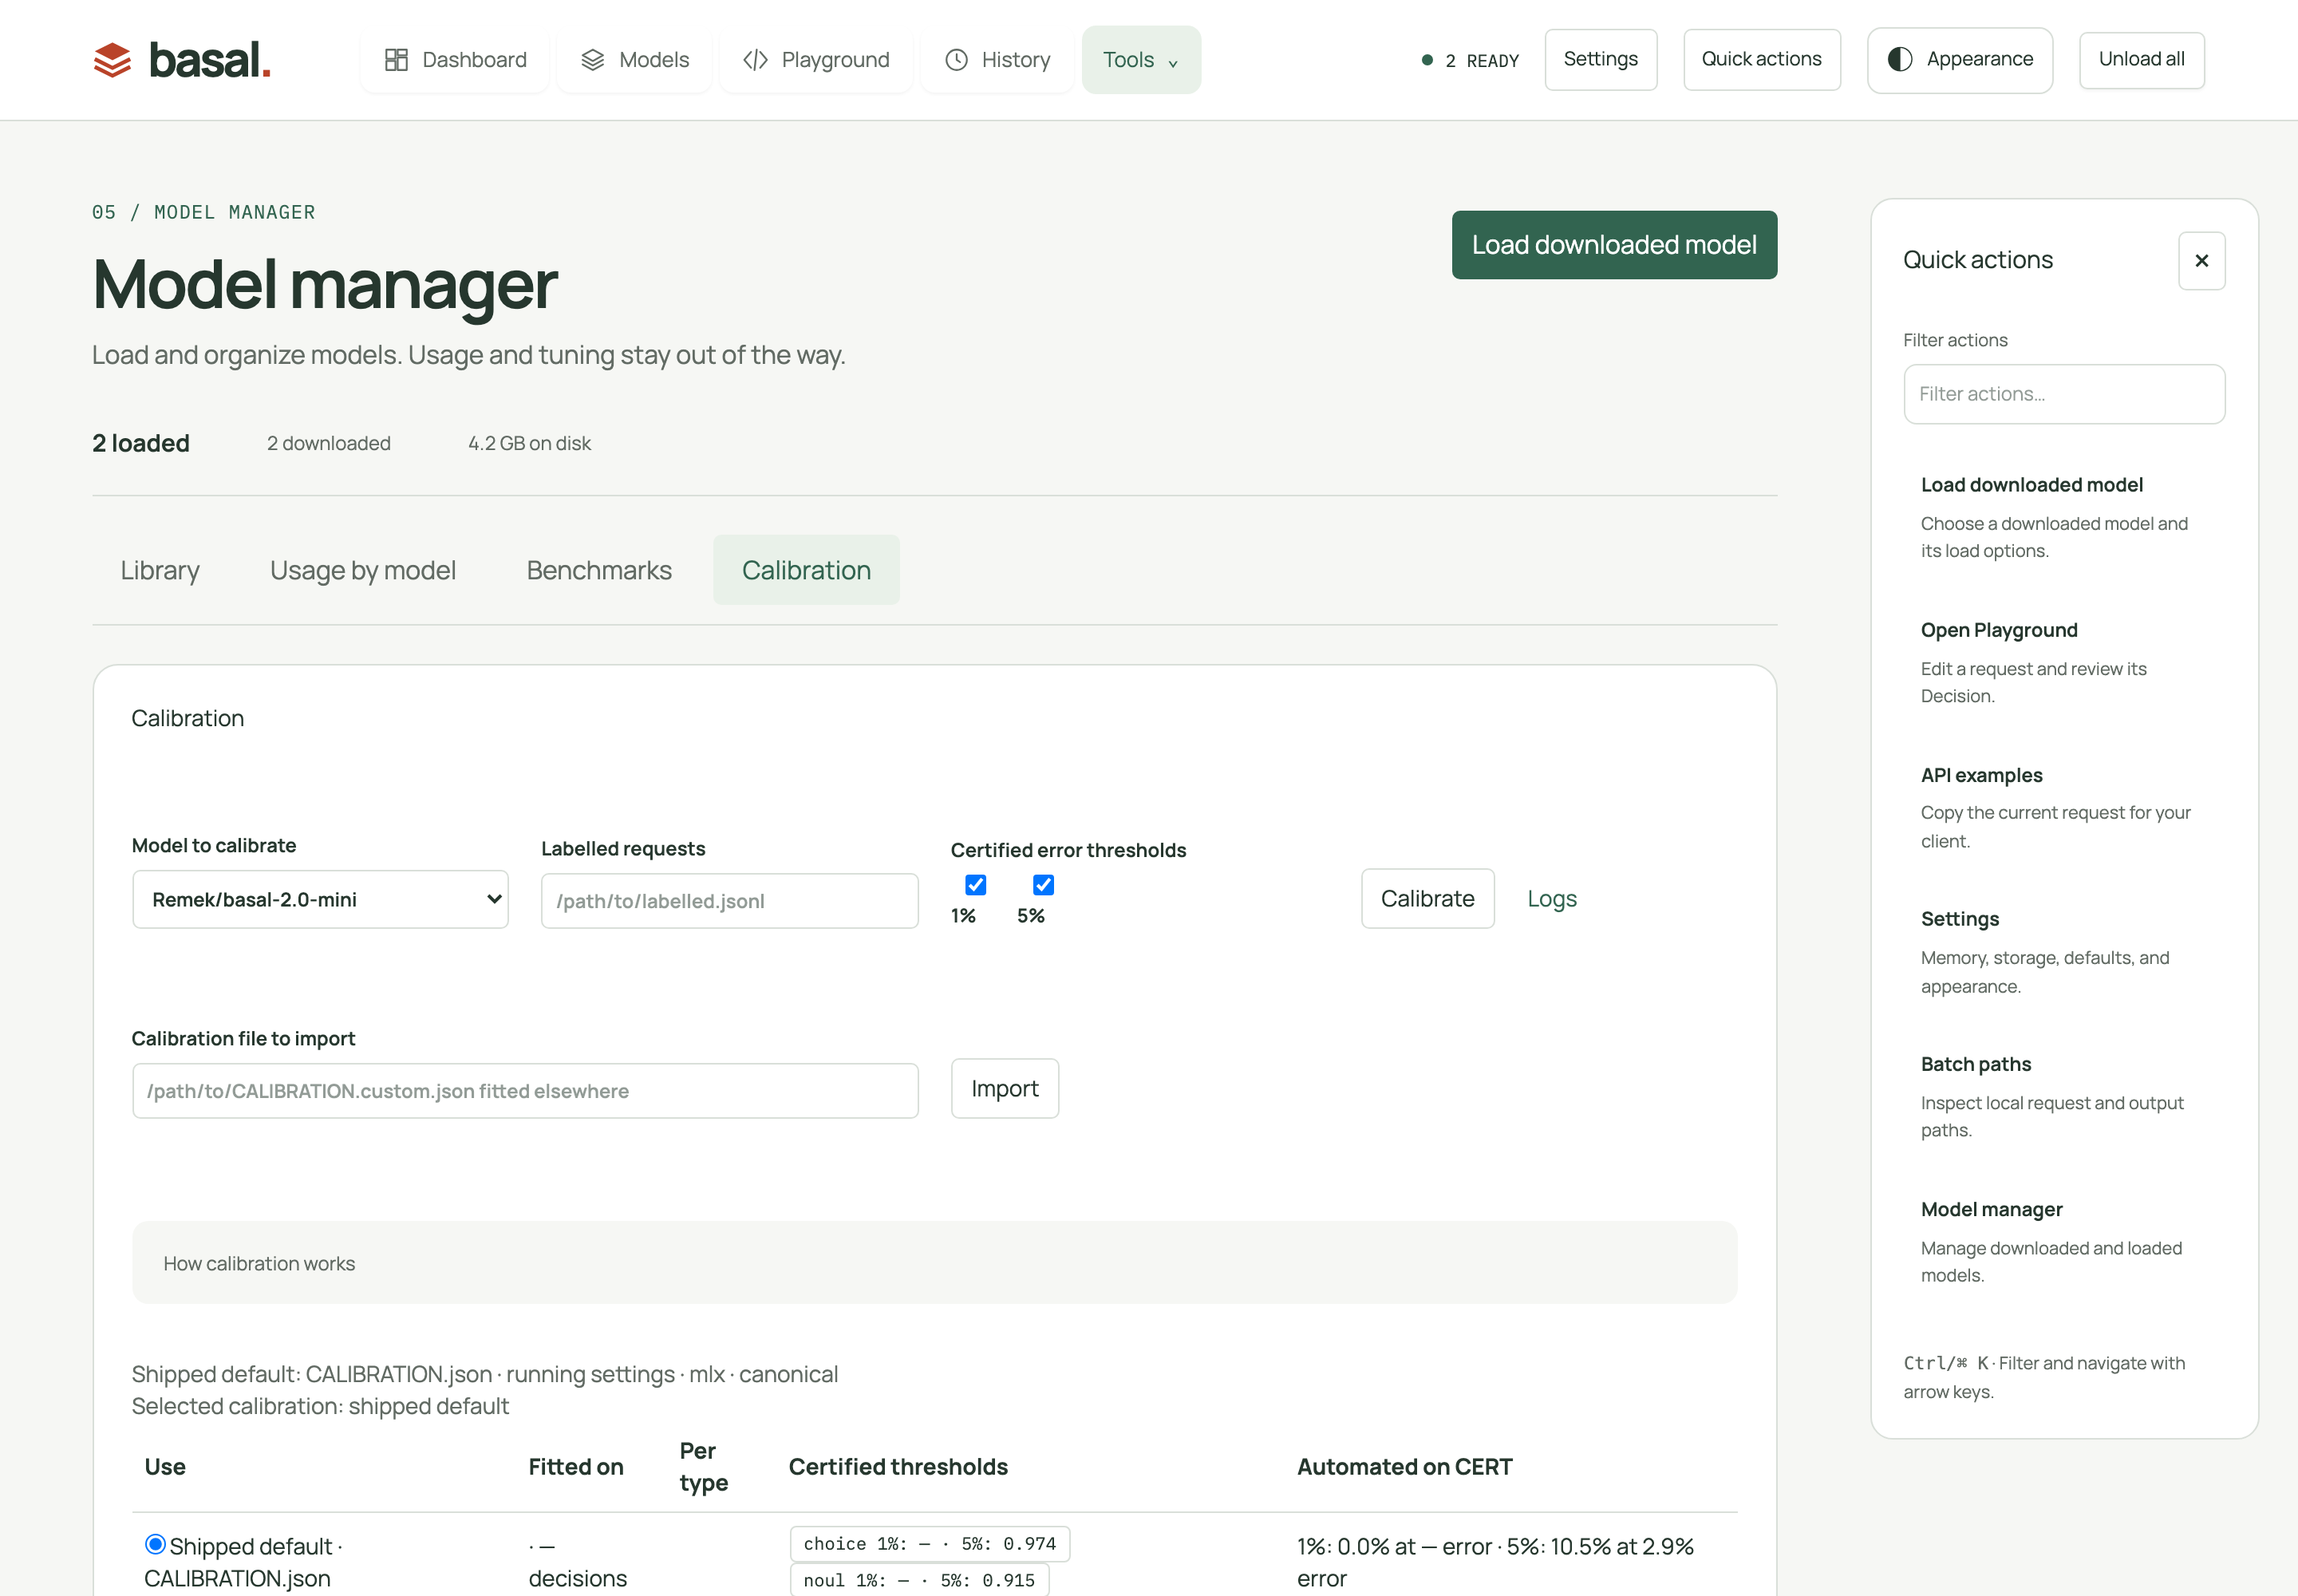 basal.
Dashboard
Models
Playground
History
Tools
2 READY
Settings
Quick actions
Appearance
Unload all
05 / MODEL MANAGER
Model manager
Load and organize models. Usage and tuning stay out of the way.
Load downloaded model
2 loaded
2 downloaded
4.2 GB on disk
Library
Usage by model
Benchmarks
Calibration
Calibration
Model to calibrate
Remek/basal-2.0-mini
Labelled requests
/path/to/labelled.jsonl
Certified error thresholds
1%
5%
Calibrate
Logs
Calibration file to import
/path/to/CALIBRATION.custom.json fitted elsewhere
Import
How calibration works
Shipped default: CALIBRATION.json · running settings · mlx · canonical
Selected calibration: shipped default
Use
Fitted on
Per
type
Certified thresholds
Automated on CERT
Shipped default ·
CALIBRATION.json
· —
decisions
choice 1%: — · 5%: 0.974
noul 1%: — · 5%: 0.915
1%: 0.0% at — error · 5%: 10.5% at 2.9%
error
Quick actions
×
Filter actions
Filter actions...
Load downloaded model
Choose a downloaded model and
its load options.
Open Playground
Edit a request and review its
Decision.
API examples
Copy the current request for your
client.
Settings
Memory, storage, defaults, and
appearance.
Batch paths
Inspect local request and output
paths.
Model manager
Manage downloaded and loaded
models.
Ctrl/⌘ K · Filter and navigate with
arrow keys.